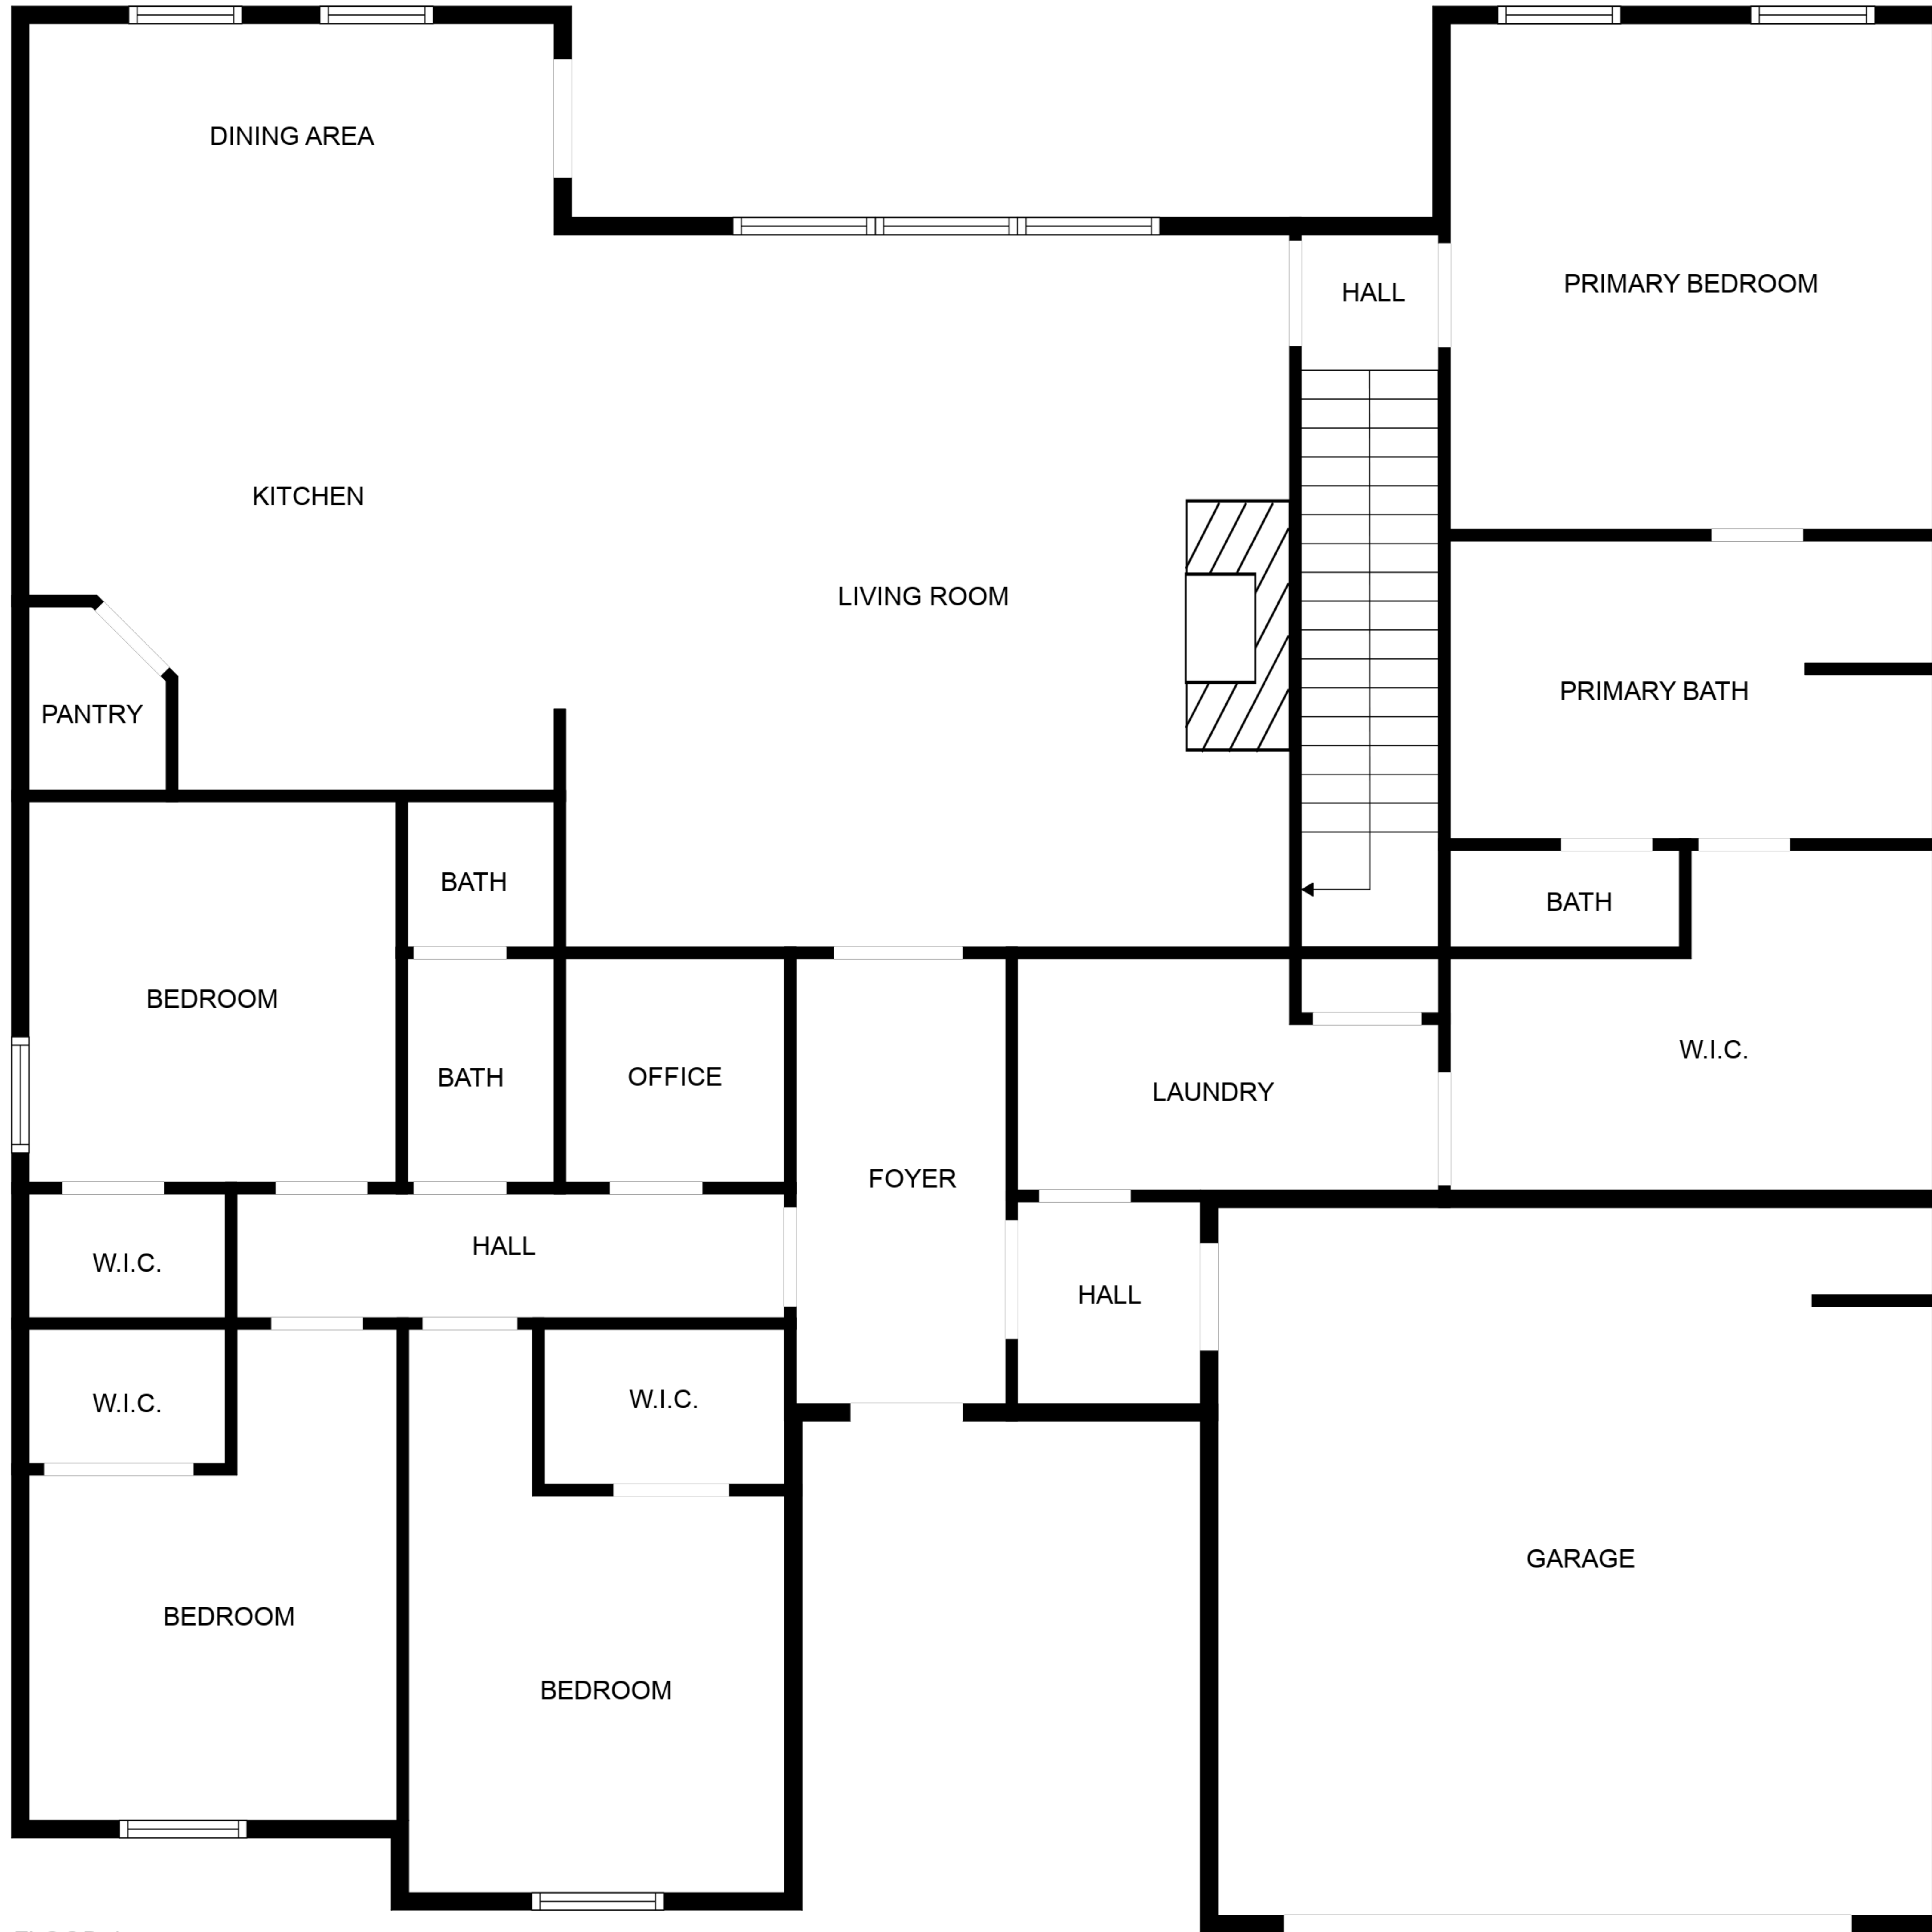 DINING AREA
PRIMARY BEDROOM
HALL
KITCHEN
LIVING ROOM
PRIMARY BATH
PANTRY
BATH
BATH
BEDROOM
W.I.C.
BATH
OFFICE
LAUNDRY
FOYER
HALL
W.I.C.
HALL
W.I.C.
W.I.C.
GARAGE
BEDROOM
BEDROOM